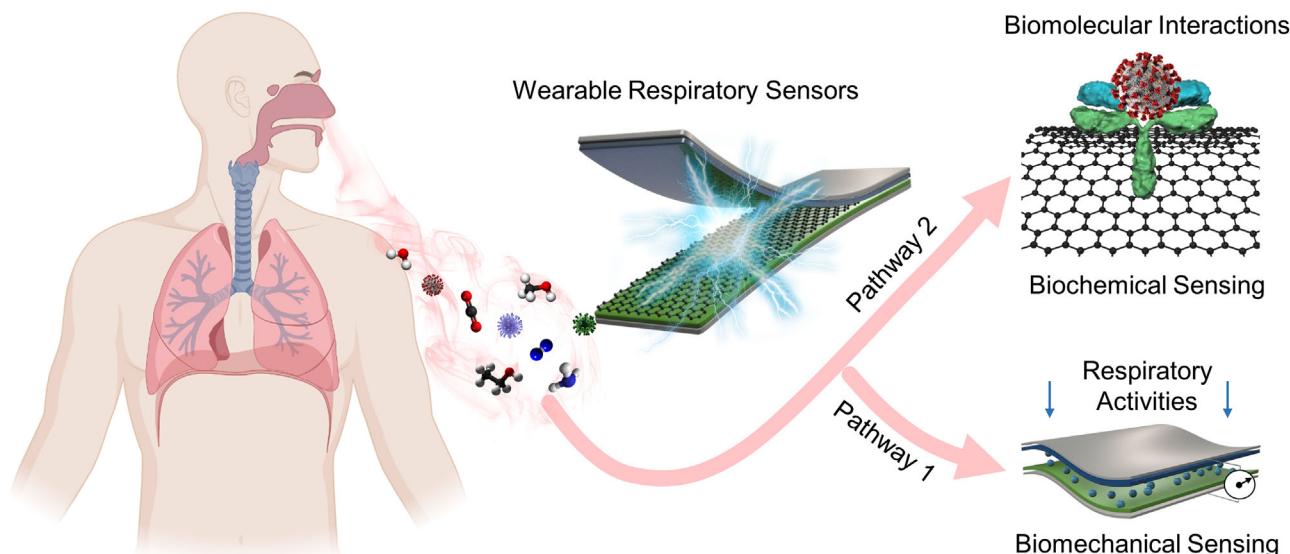 Biomolecular Interactions
Wearable Respiratory Sensors
Pathway 2
Biochemical Sensing
Respiratory
Activities
Pathway 1
Biomechanical Sensing